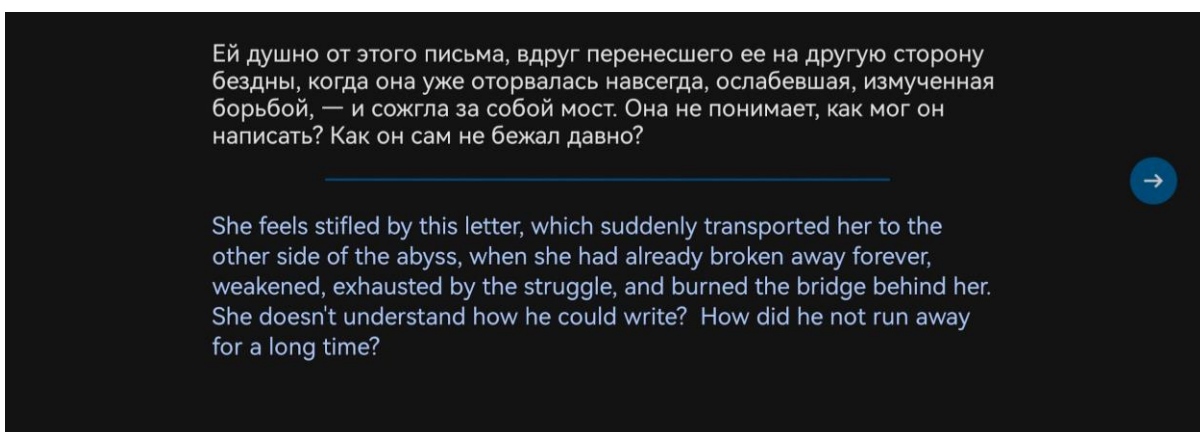 Ей душно от этого письма, вдруг перенесшего ее на другую сторону
бездны, когда она уже оторвалась навсегда, ослабевшая, измученная
борьбой, — и сожгла за собой мост. Она не понимает, как мог он
написать? Как он сам не бежал давно?
She feels stifled by this letter, which suddenly transported her to the
other side of the abyss, when she had already broken away forever,
weakened, exhausted by the struggle, and burned the bridge behind her.
She doesn't understand how he could write?  How did he not run away
for a long time?